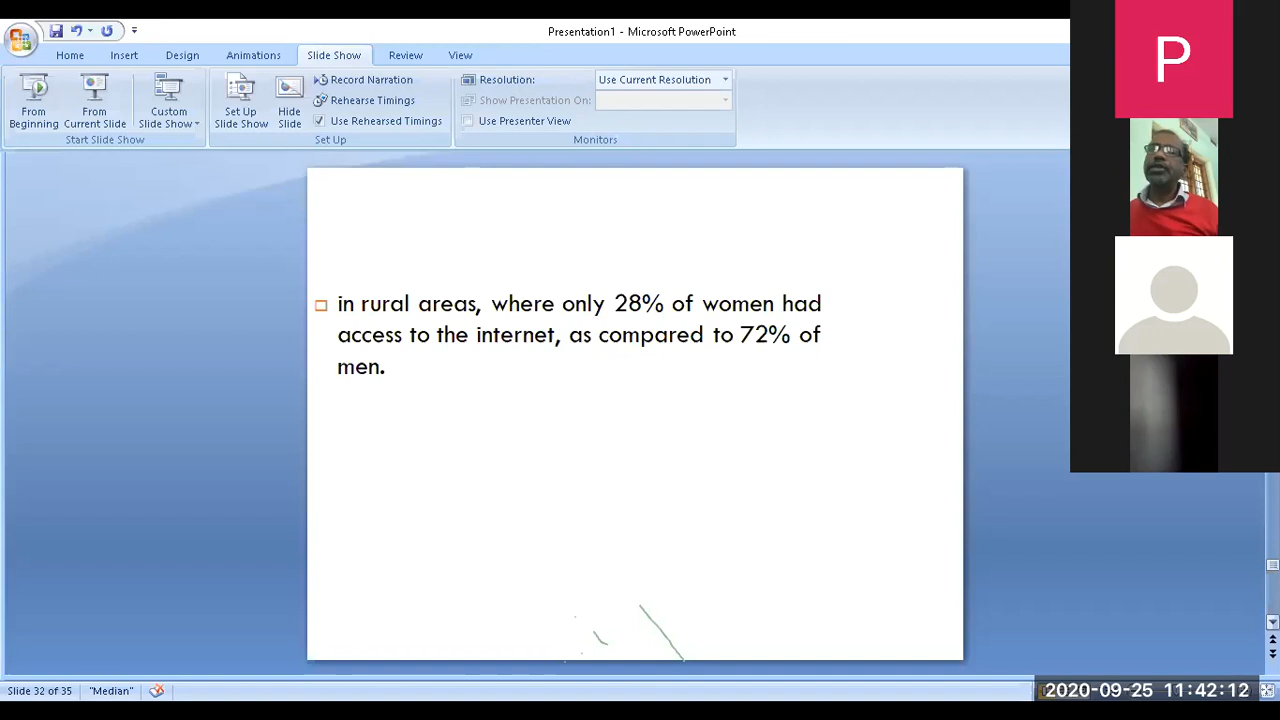 Presentation1 - Microsoft PowerPoint
Home Insert Design Animations Slide Show Review View
From Beginning
From Current Slide
Custom Slide Show
Start Slide Show
Set Up Slide Show
Hide Slide
Record Narration
Rehearse Timings
Use Rehearsed Timings
Set Up
Resolution: Use Current Resolution
Show Presentation On:
Use Presenter View
Monitors
P
in rural areas, where only 28% of women had
access to the internet, as compared to 72% of
men.
Slide 32 of 35 "Median"
2020-09-25 11:42:12